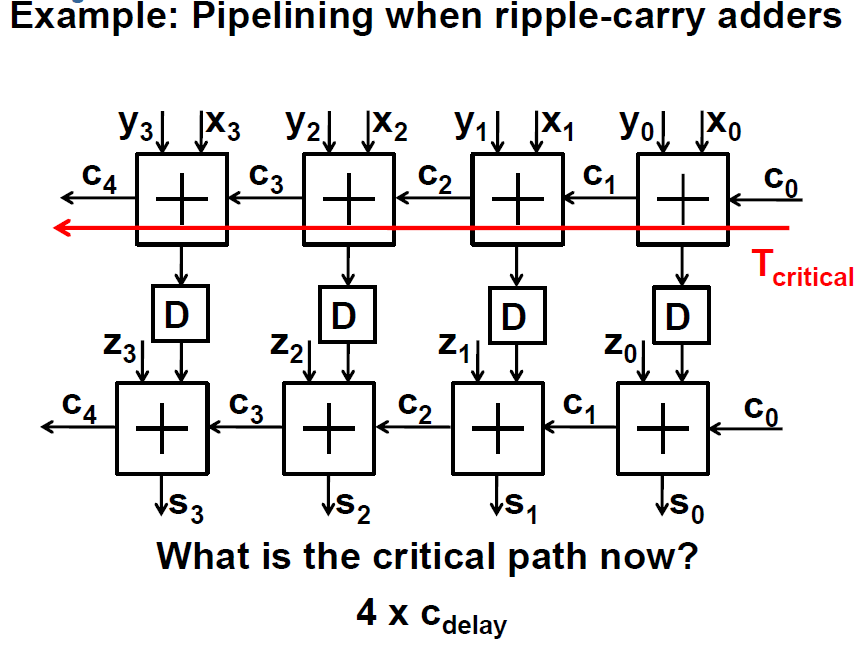 Example: Pipelining when ripple-carry adders
y3 x3 y2 x2 y1 x1 y0 x0
c4 + c3 + c2 + c1 + c0
Tcritical
D D D D
z3 z2 z1 z0
c4 + c3 + c2 + c1 + c0
s3 s2 s1 s0
What is the critical path now?
4 x cdelay